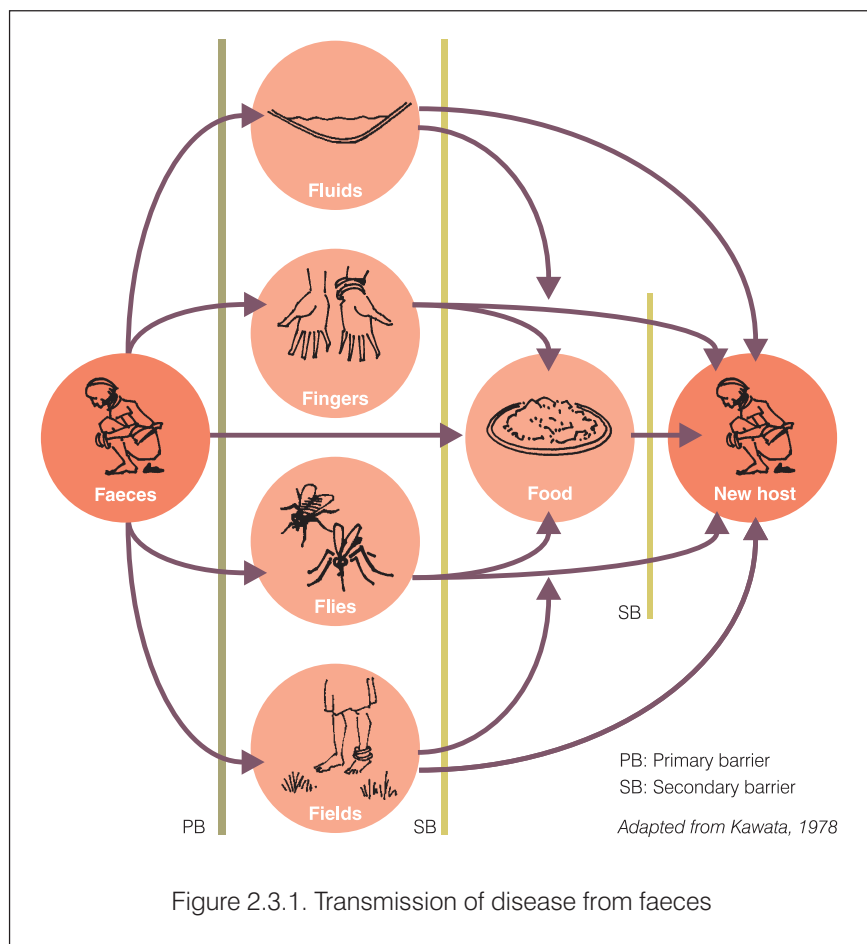 Fluids
Fingers
Faeces
Food
New host
Flies
SB
Fields
PB
SB
PB: Primary barrier
SB: Secondary barrier
Adapted from Kawata, 1978
Figure 2.3.1. Transmission of disease from faeces